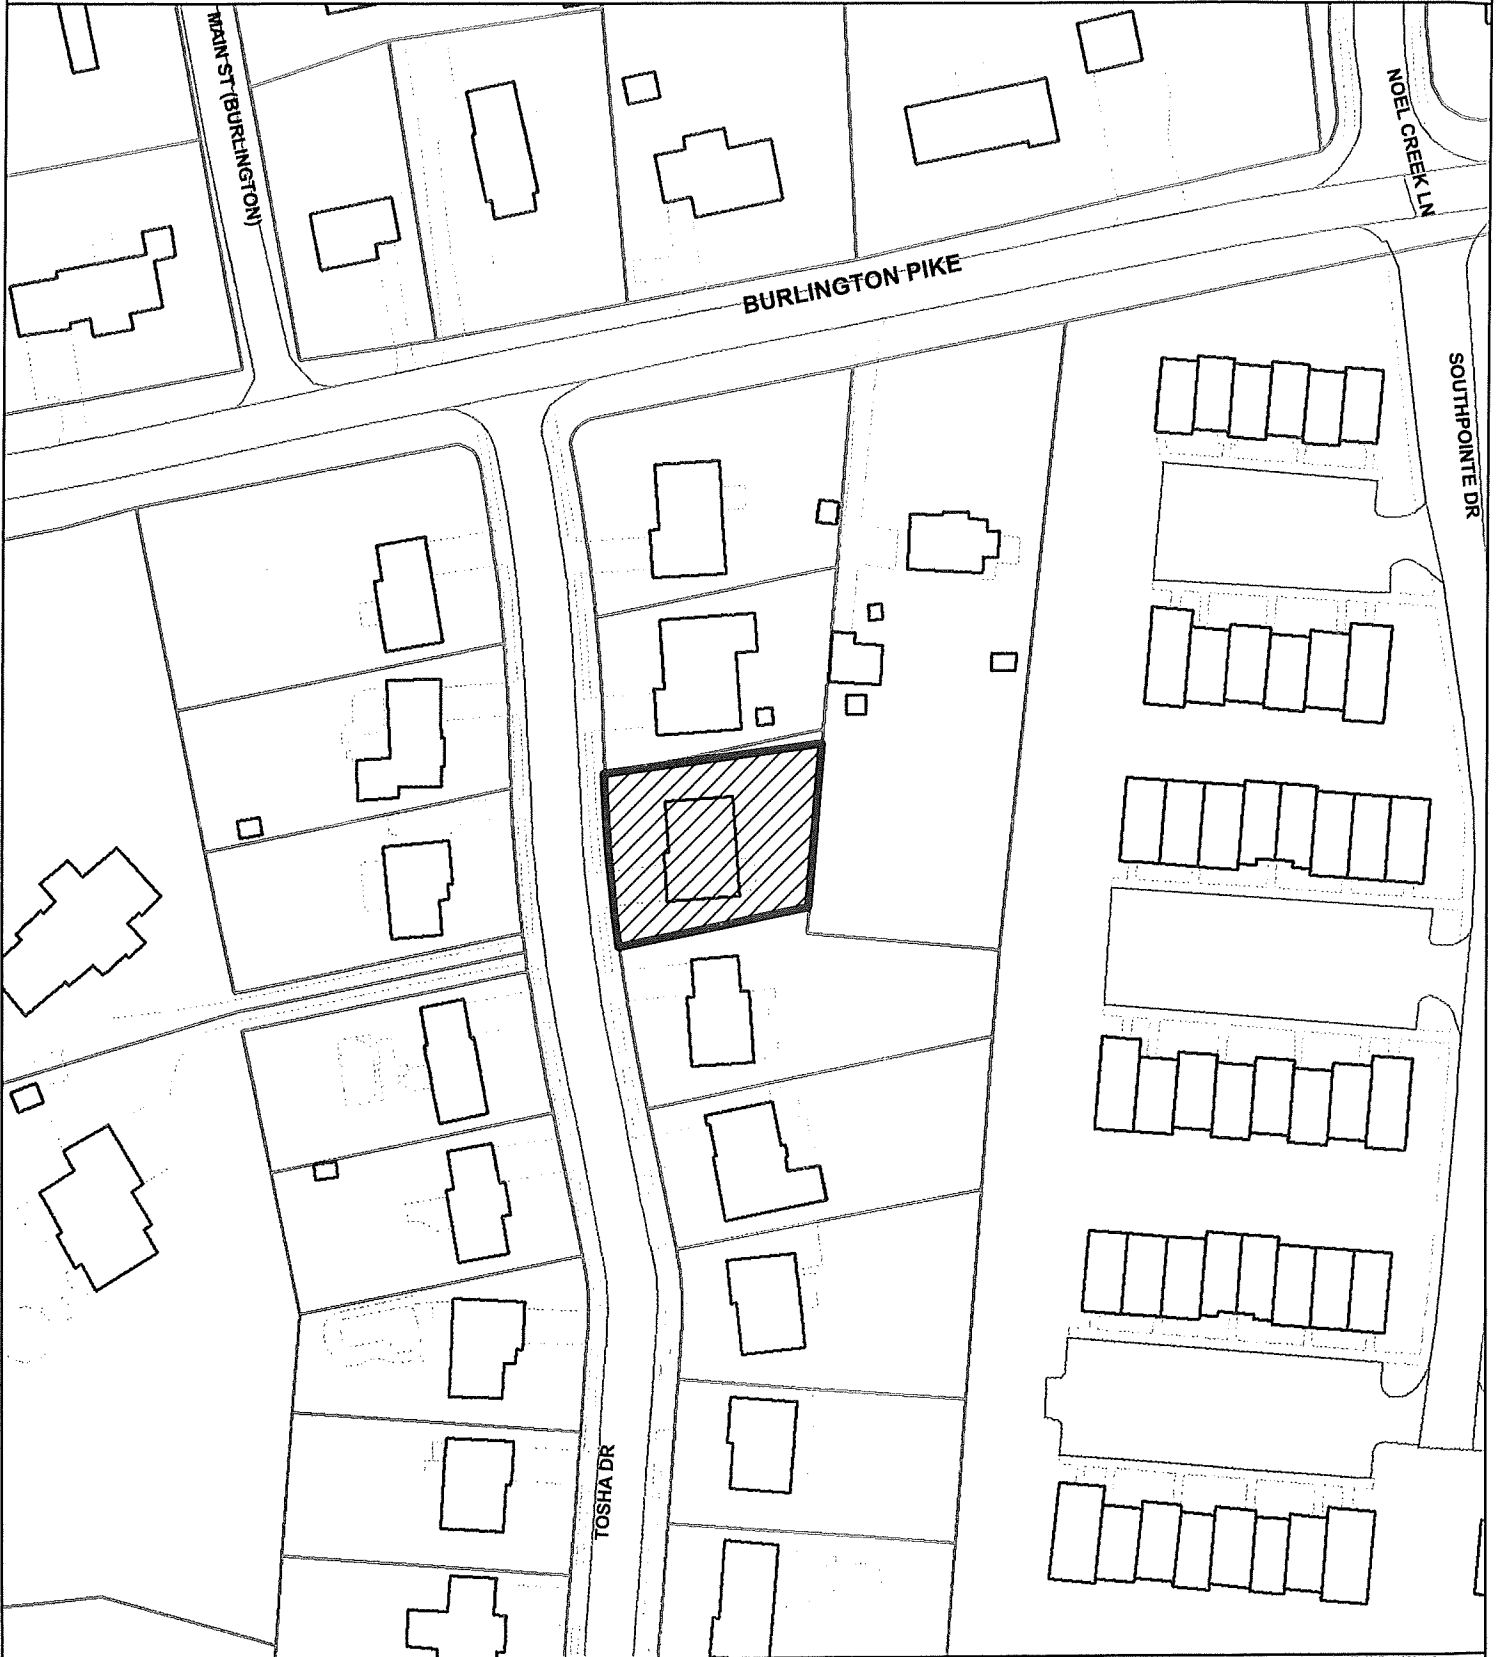 MAIN ST (BURLINGTON)
NOEL CREEK LN
BURLINGTON PIKE
SOUTHPOINTE DR
TOSHA DR